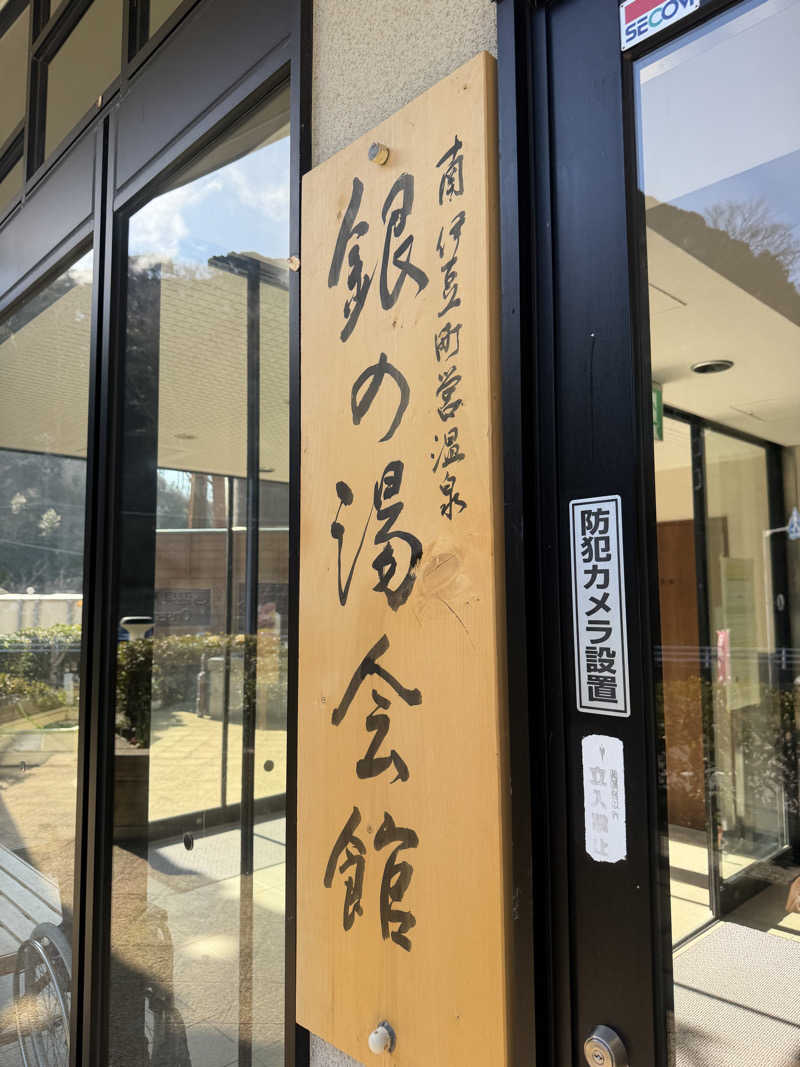 南伊豆町営温泉
銀の湯会館
SECOM
防犯カメラ設置
立入禁止